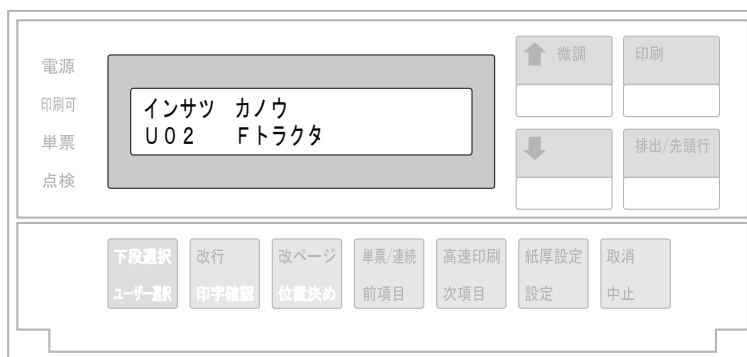 電源
印刷可
単票
点検
インサツ カノウ
U02 Fトラクタ
微調
印刷
排出/先頭行
下段選択
ユーザー選択
改行
印字確認
改ページ
位置決め
単票/連続
前項目
高速印刷
次項目
紙厚設定
設定
取消
中止